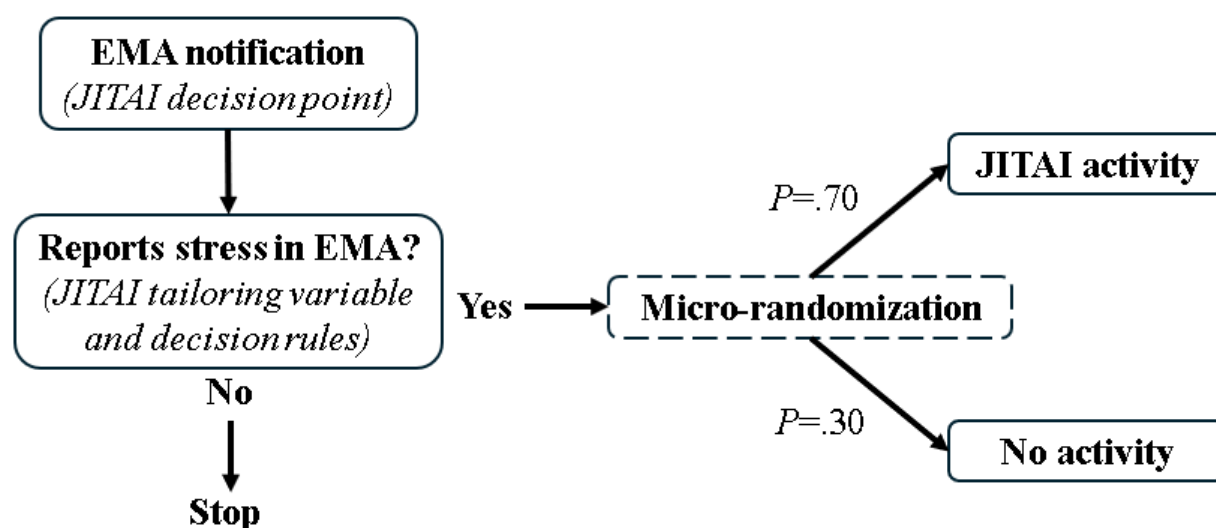 EMA notification
(JITAI decision point)
Reports stress in EMA?
(JITAI tailoring variable
and decision rules)
No
Stop
Yes
Micro-randomization
P=.70
JITAI activity
P=.30
No activity